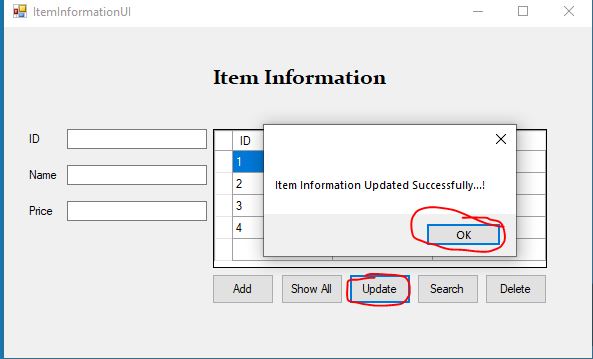 ItemInformationUI
Item Information
ID
Name
Price
ID
1
2
3
4
Item Information Updated Successfully...!
OK
Add
Show All
Update
Search
Delete